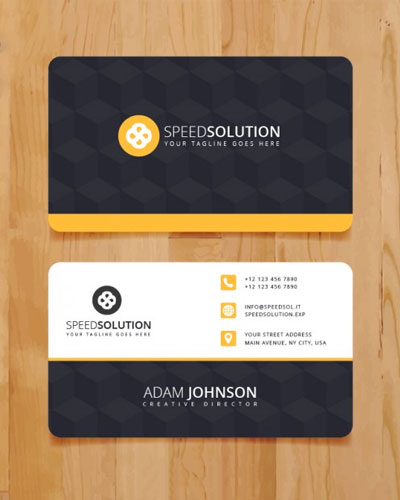 SPEEDSOLUTION
YOUR TAGLINE GOES HERE
SPEEDSOLUTION
YOUR TAGLINE GOES HERE
+12 123 456 7890
+12 123 456 7890
INFO@SPEEDSOL.IT
SPEEDSOLUTION.EXP
YOUR STREET ADDRESS
MAIN AVENUE, NY CITY, USA
ADAM JOHNSON
CREATIVE DIRECTOR